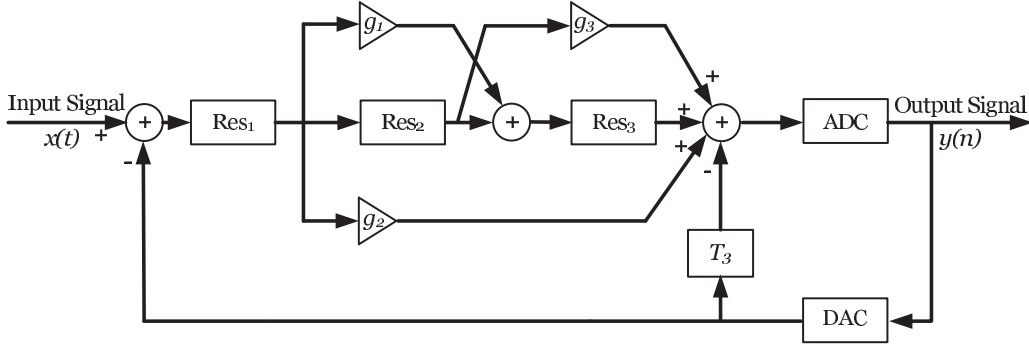 g₁
g₃
+
Input Signal
x(t)
+
+
-
Res₁
Res₂
+
Res₃
+
+
+
-
ADC
Output Signal
y(n)
g₂
T₃
DAC